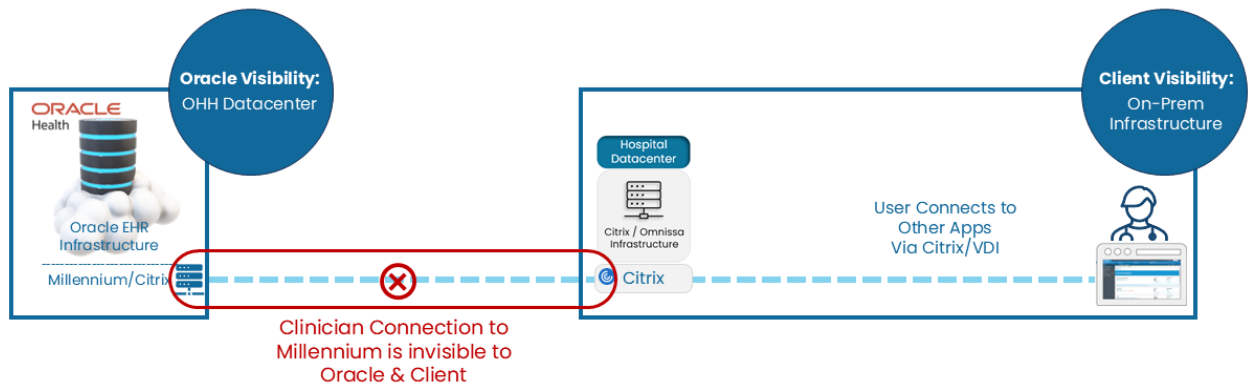 Oracle Visibility:
OHH Datacenter
ORACLE
Health
Oracle EHR
Infrastructure
Millennium/Citrix
Clinician Connection to
Millennium is invisible to
Oracle & Client
Client Visibility:
On-Prem
Infrastructure
Hospital
Datacenter
Citrix / Omnissa
Infrastructure
Citrix
User Connects to
Other Apps
Via Citrix/VDI